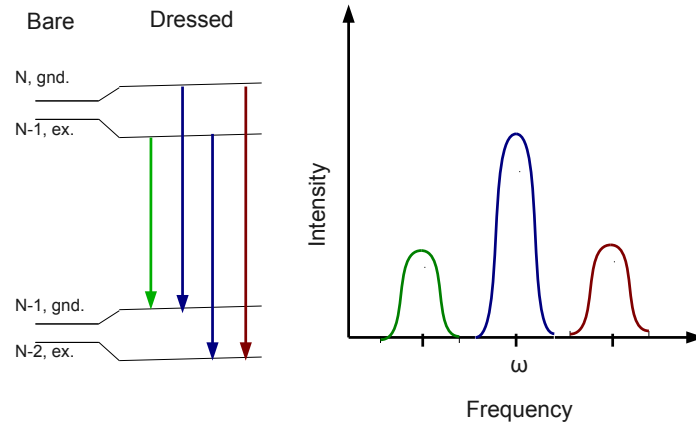 Bare
Dressed
N, gnd.
N-1, ex.
N-1, gnd.
N-2, ex.
Intensity
ω
Frequency